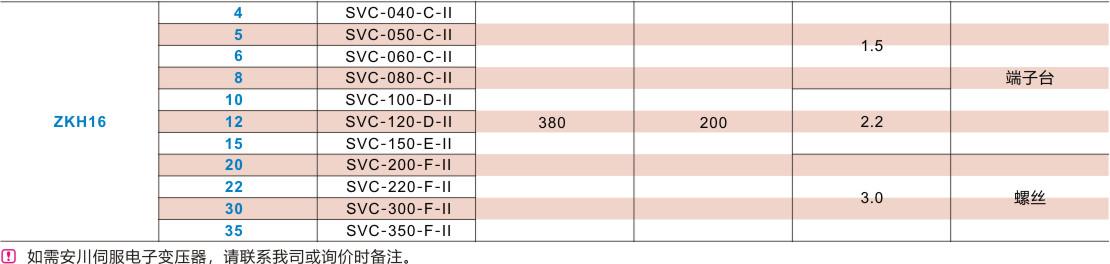 4 SVC-040-C-II
5 SVC-050-C-II
1.5
6 SVC-060-C-II
8 SVC-080-C-II 端子台
10 SVC-100-D-II
ZKH16 12 SVC-120-D-II 380 200 2.2
15 SVC-150-E-II
20 SVC-200-F-II
22 SVC-220-F-II
3.0 螺丝
30 SVC-300-F-II
35 SVC-350-F-II
! 如需安川伺服电子变压器，请联系我司或询价时备注。